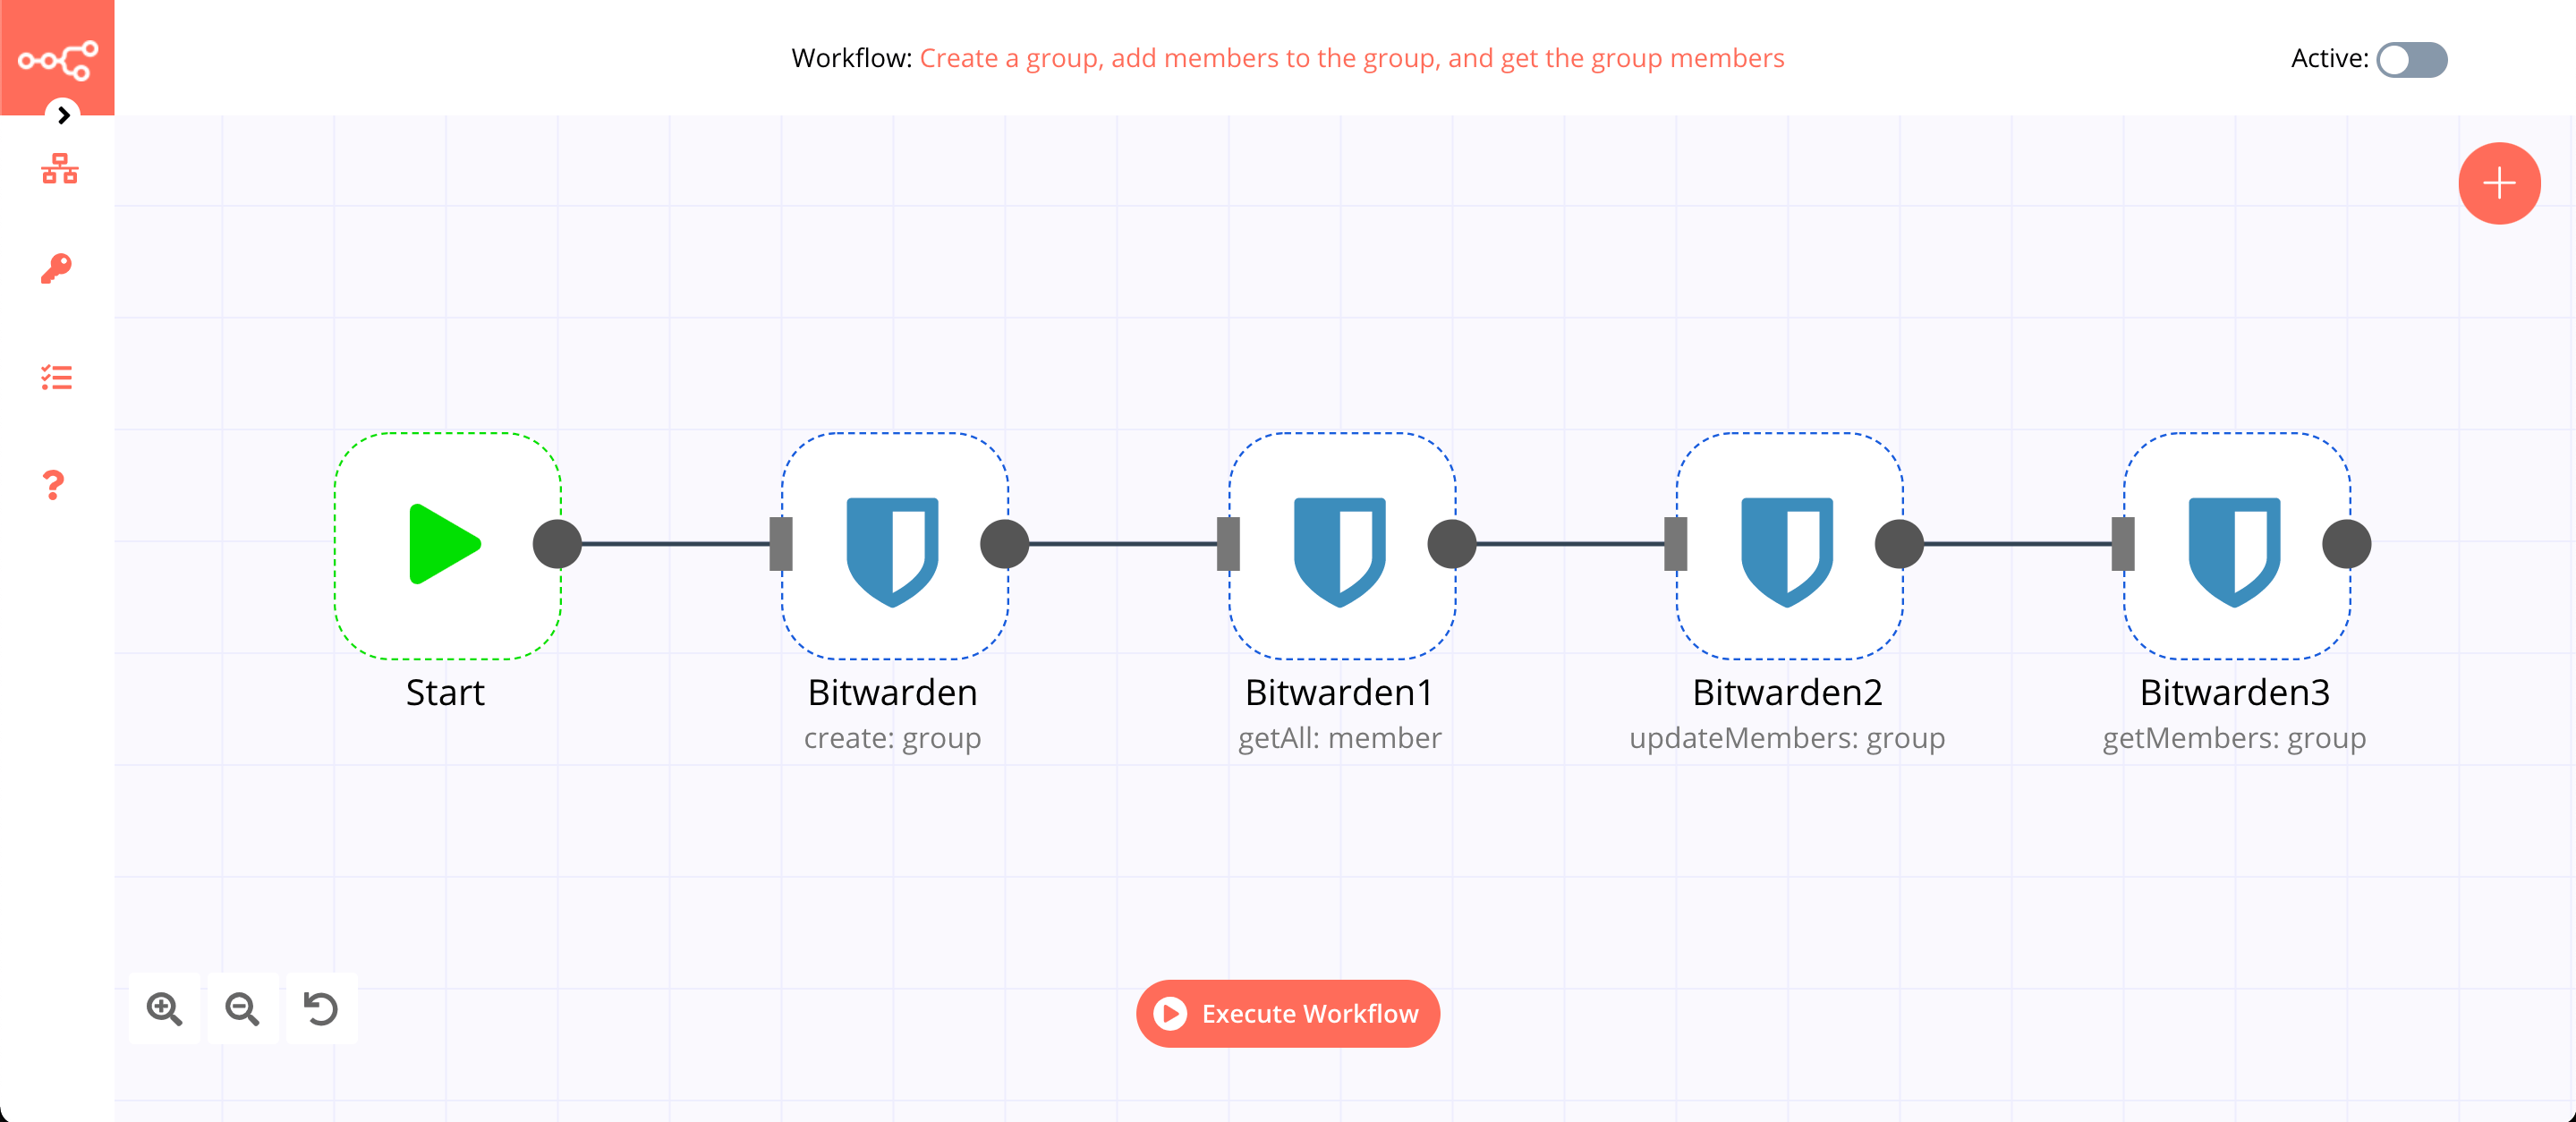 Workflow: Create a group, add members to the group, and get the group members
Active:
Start
Bitwarden
create: group
Bitwarden1
getAll: member
Bitwarden2
updateMembers: group
Bitwarden3
getMembers: group
Execute Workflow